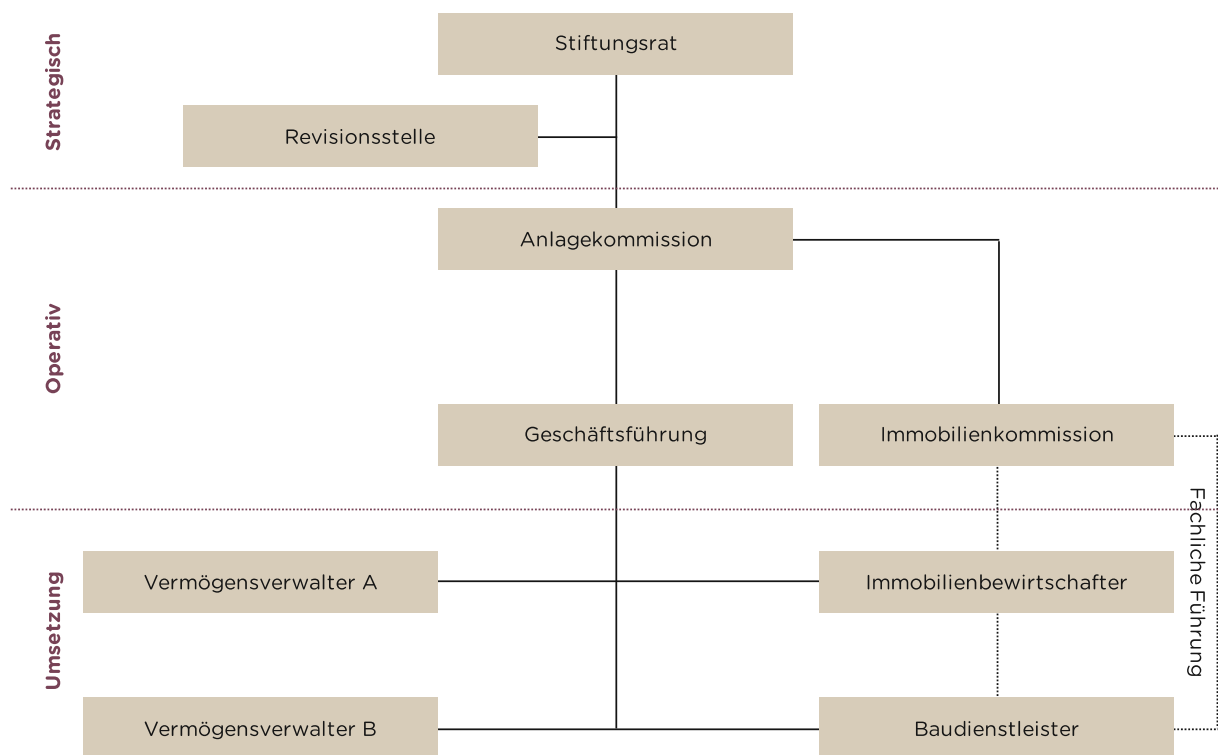 Strategisch
Stiftungsrat
Revisionsstelle
Operativ
Anlagekommission
Geschäftsführung
Immobilienkommission
Fachliche Führung
Umsetzung
Vermögensverwalter A
Immobilienbewirtschafter
Vermögensverwalter B
Baudienstleister